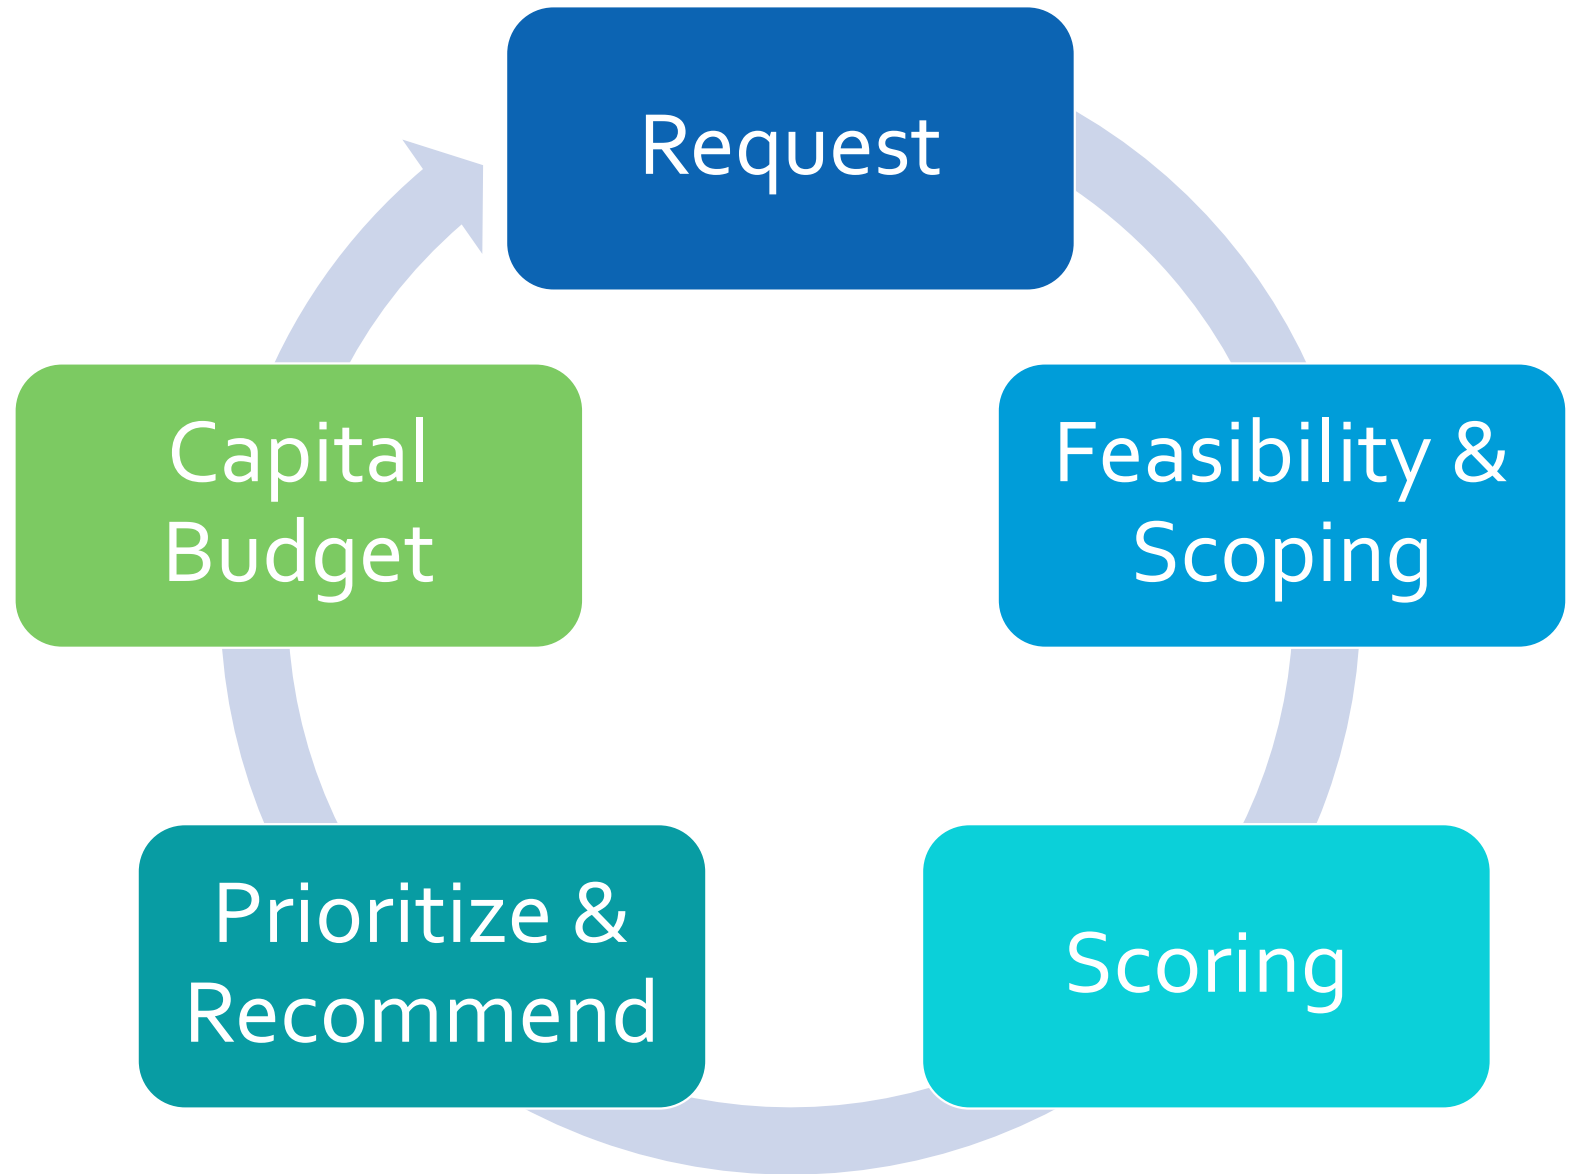 Request
Feasibility &
Scoping
Scoring
Prioritize &
Recommend
Capital
Budget